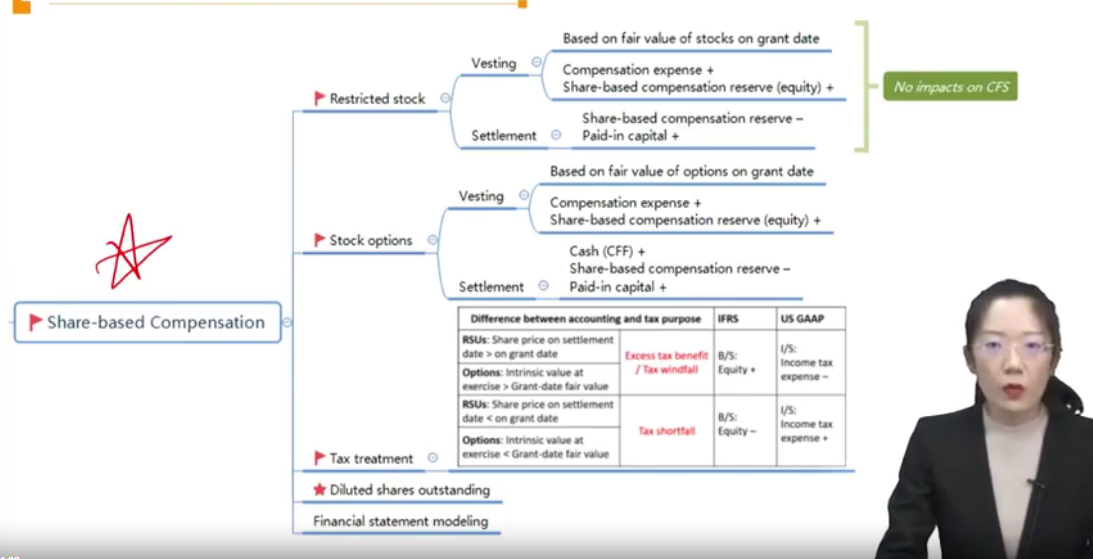 Based on fair value of stocks on grant date
Vesting
Compensation expense +
Share-based compensation reserve (equity) +
No impacts on CFS
Restricted stock
Share-based compensation reserve –
Settlement
Paid-in capital +
Based on fair value of options on grant date
Vesting
Compensation expense +
Share-based compensation reserve (equity) +
Stock options
Cash (CFF) +
Share-based compensation reserve –
Settlement
Paid-in capital +
Share-based Compensation
Difference between accounting and tax purpose
IFRS
US GAAP
RSUs: Share price on settlement
date > on grant date
Options: Intrinsic value at
exercise > Grant-date fair value
Excess tax benefit
/ Tax windfall
B/S:
Equity +
I/S:
Income tax
expense –
RSUs: Share price on settlement
date < on grant date
Options: Intrinsic value at
exercise < Grant-date fair value
Tax shortfall
B/S:
Equity –
I/S:
Income tax
expense +
Tax treatment
Diluted shares outstanding
Financial statement modeling